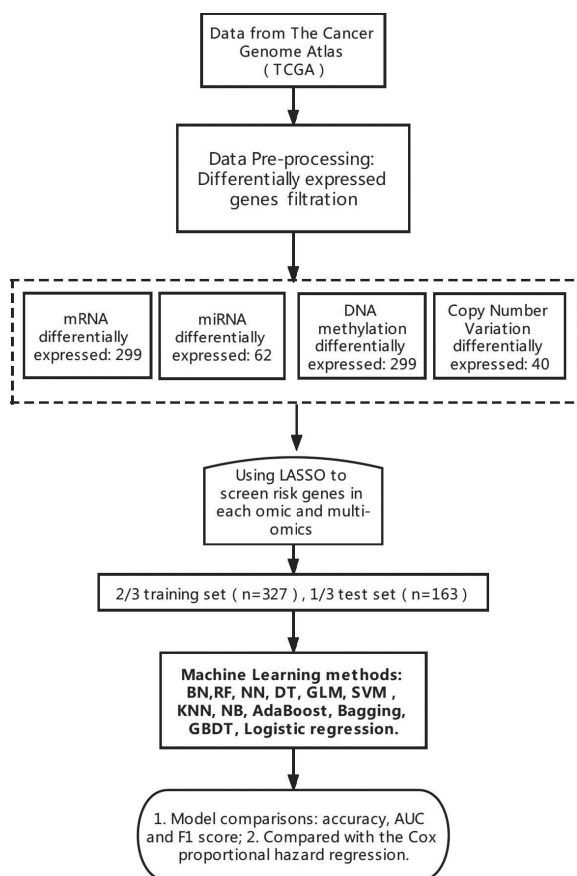 Data from The Cancer
Genome Atlas
( TCGA )
Data Pre-processing:
Differentially expressed
genes filtration
mRNA
differentially
expressed: 299
miRNA
differentially
expressed: 62
DNA
methylation
differentially
expressed: 299
Copy Number
Variation
differentially
expressed: 40
Using LASSO to
screen risk genes in
each omic and multi-
omics
2/3 training set ( n=327 ) , 1/3 test set ( n=163 )
Machine Learning methods:
BN,RF, NN, DT, GLM, SVM ,
KNN, NB, AdaBoost, Bagging,
GBDT, Logistic regression.
1. Model comparisons: accuracy, AUC
and F1 score; 2. Compared with the Cox
proportional hazard regression.